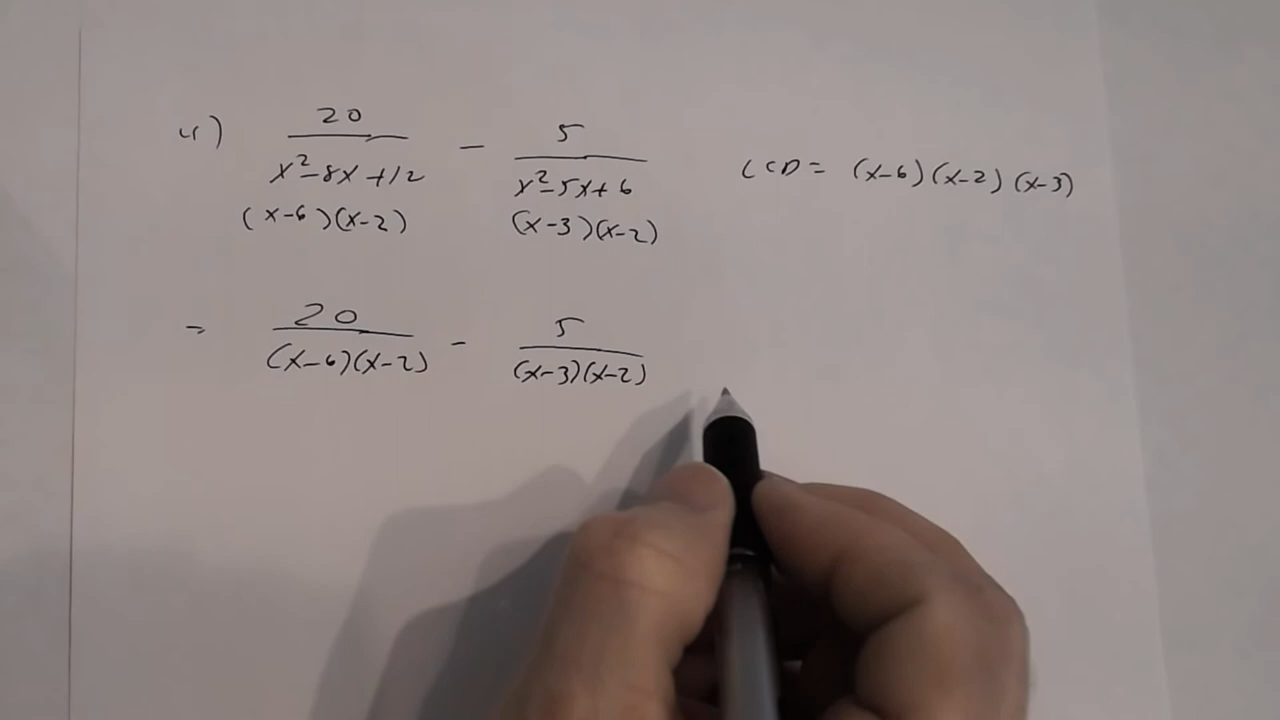 4) 20/(x²-8x+12) - 5/(x²-5x+6) LCD = (x-6)(x-2)(x-3)
(x-6)(x-2) (x-3)(x-2)
= 20/((x-6)(x-2)) - 5/((x-3)(x-2))